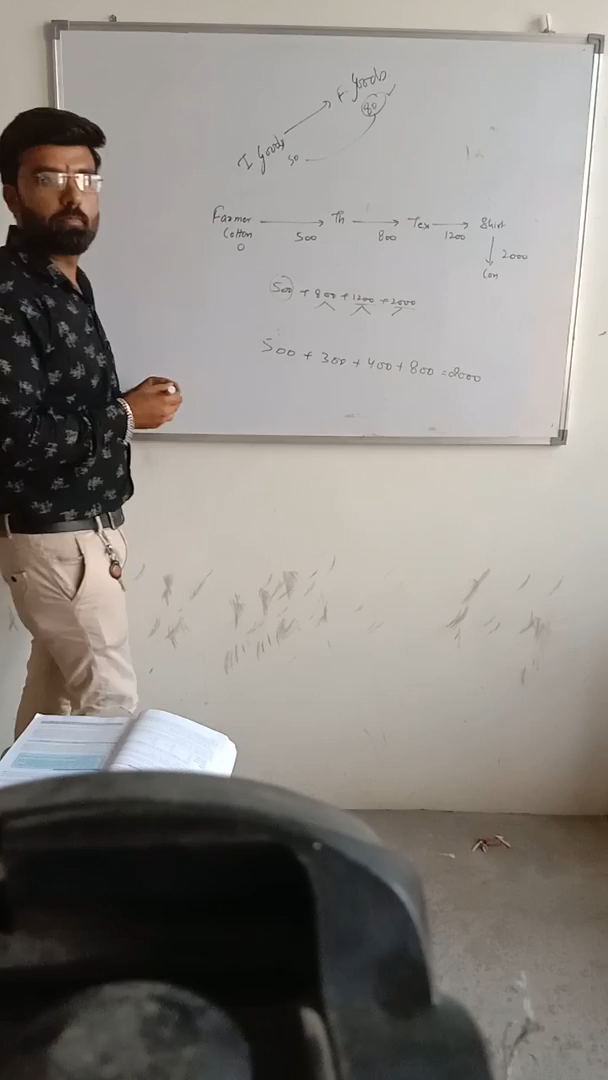 F Goods
80
I Goods
50
Farmer → Th → Tex → Shirt
Cotton 500 800 1200
0
2000
Con
500 + 800 + 1200 + 2000
500 + 300 + 400 + 800 = 2000